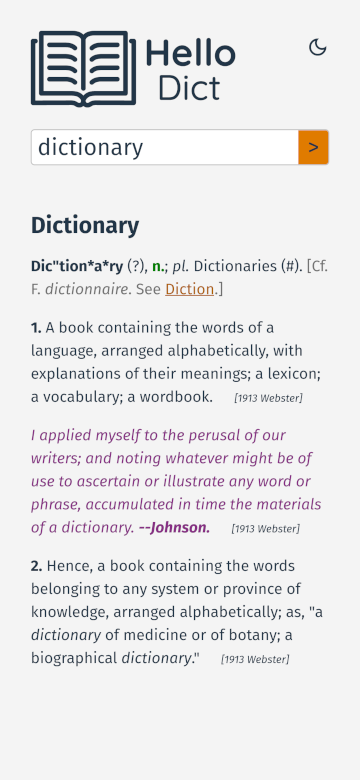 Hello
Dict
dictionary
>
Dictionary
Dic"tion*a*ry (?), n.; pl. Dictionaries (#). [Cf.
F. dictionnaire. See Diction.]
1. A book containing the words of a
language, arranged alphabetically, with
explanations of their meanings; a lexicon;
a vocabulary; a wordbook. [1913 Webster]
I applied myself to the perusal of our
writers; and noting whatever might be of
use to ascertain or illustrate any word or
phrase, accumulated in time the materials
of a dictionary. --Johnson. [1913 Webster]
2. Hence, a book containing the words
belonging to any system or province of
knowledge, arranged alphabetically; as, "a
dictionary of medicine or of botany; a
biographical dictionary." [1913 Webster]